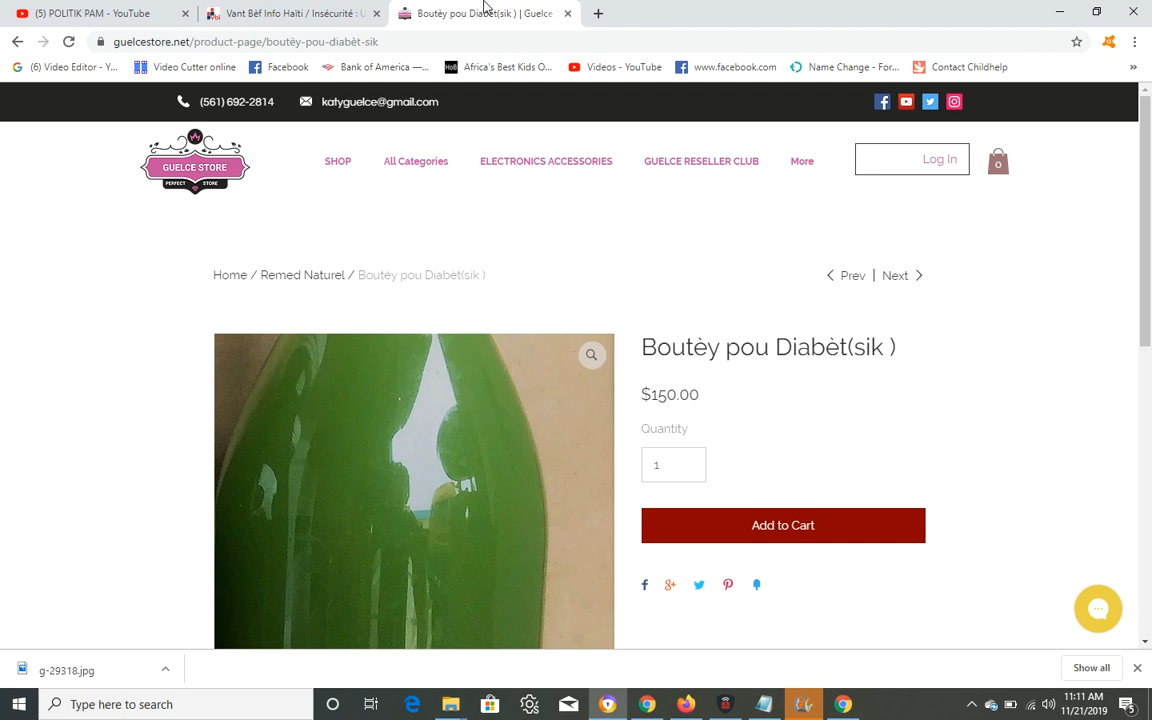 (5) POLITIK PAM - YouTube
Vant Bèf Info Haïti / Insécurité : U
Boutèy pou Diabèt(sik ) | Guelce
guelcestore.net/product-page/boutèy-pou-diabèt-sik
(6) Video Editor - Y...
Video Cutter online
Facebook
Bank of America —...
HoB
Africa's Best Kids O...
Videos - YouTube
www.facebook.com
Name Change - For...
Contact Childhelp
(561) 692-2814
katyguelce@gmail.com
GUELCE STORE
PERFECT STORE
SHOP
All Categories
ELECTRONICS ACCESSORIES
GUELCE RESELLER CLUB
More
Log In
0
Home / Remed Naturel / Boutèy pou Diabèt(sik )
Prev | Next
Boutèy pou Diabèt(sik )
$150.00
Quantity
1
Add to Cart
g-29318.jpg
Show all
Type here to search
11:11 AM
11/21/2019
5